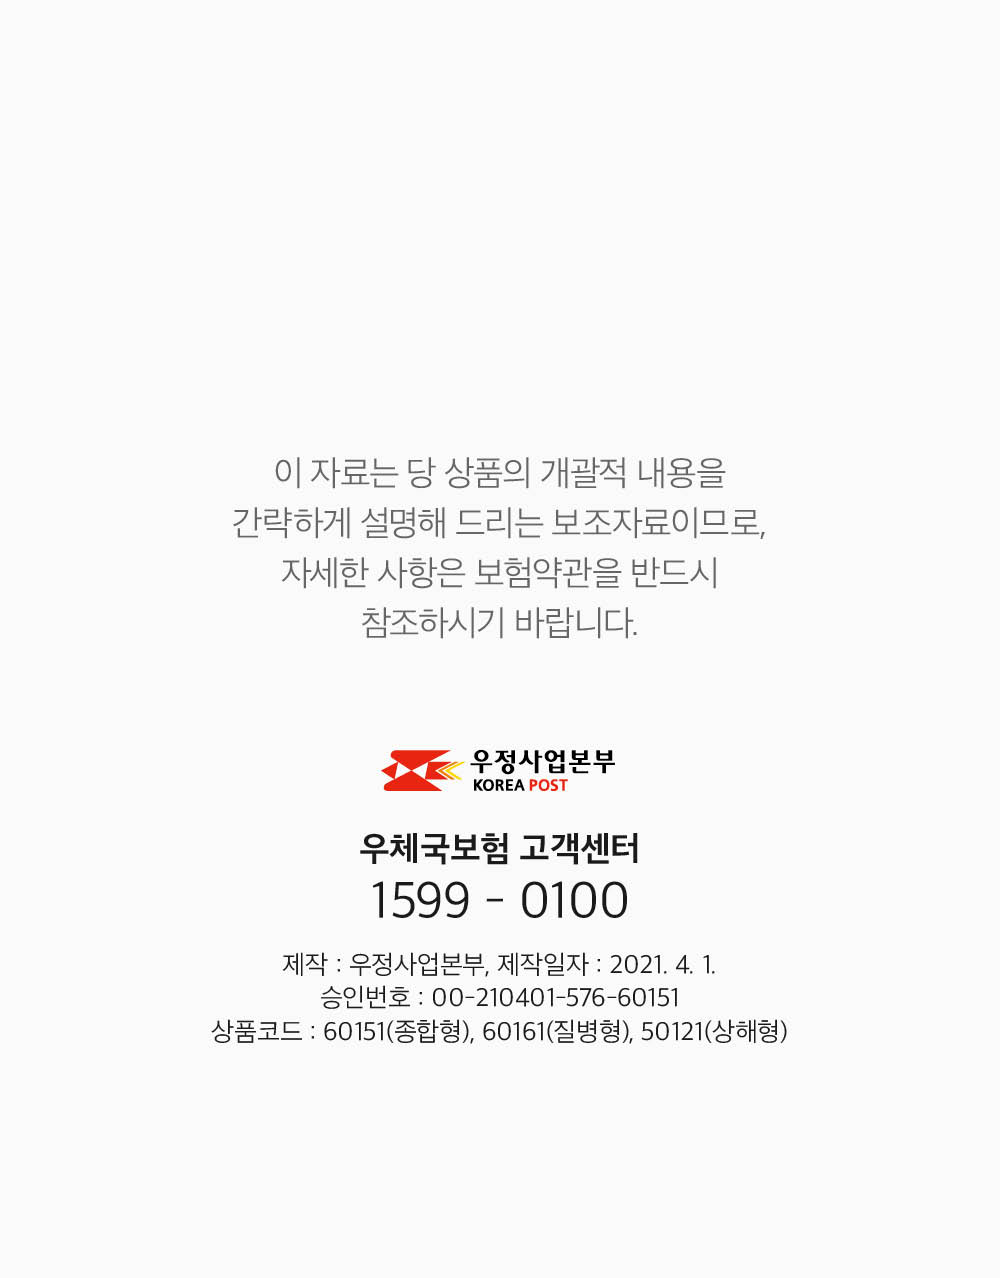 이 자료는 당 상품의 개괄적 내용을
간략하게 설명해 드리는 보조자료이므로,
자세한 사항은 보험약관을 반드시
참조하시기 바랍니다.
우정사업본부
KOREA POST
우체국보험 고객센터
1599 - 0100
제작 : 우정사업본부, 제작일자 : 2021. 4. 1.
승인번호 : 00-210401-576-60151
상품코드 : 60151(종합형), 60161(질병형), 50121(상해형)